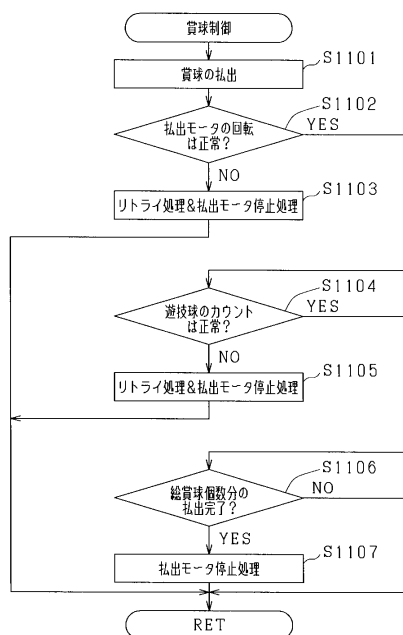 賞球制御
S1101
賞球の払出
S1102
払出モータの回転
は正常?
YES
NO
S1103
リトライ処理&払出モータ停止処理
S1104
遊技球のカウント
は正常?
YES
NO
S1105
リトライ処理&払出モータ停止処理
S1106
絵賞球個数分の
払出完了?
NO
YES
S1107
払出モータ停止処理
RET